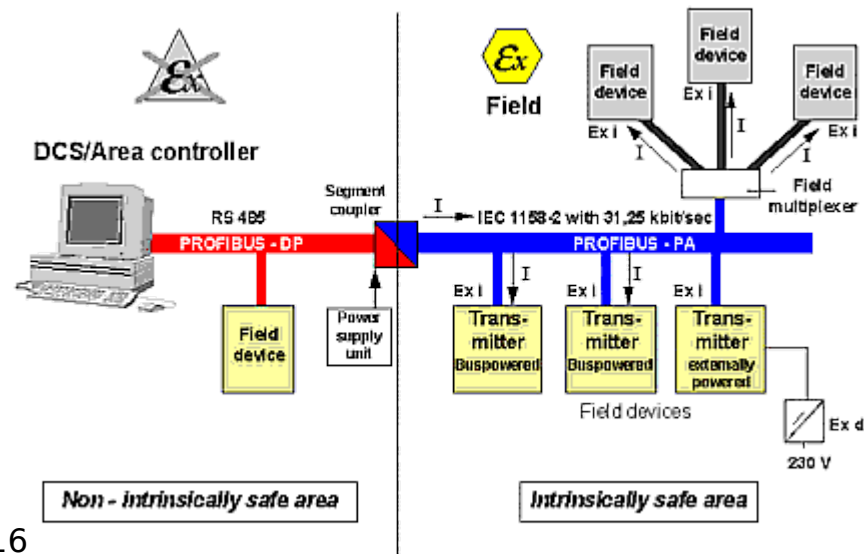 Ex
DCS/Area controller
RS 485
PROFIBUS - DP
Segment
coupler
Field
device
Power
supply
unit
Non - intrinsically safe area
Ex
Field
Field
device
Field
device
Field
device
Ex i
Ex i
Ex i
I
I
I
Field
multiplexer
I
IEC 1158-2 with 31,25 kbit/sec
PROFIBUS - PA
I
I
Ex i
Ex i
Ex i
Trans-
mitter
Buspowered
Trans-
mitter
Buspowered
Trans-
mitter
externally
powered
Field devices
Ex d
230 V
Intrinsically safe area
16